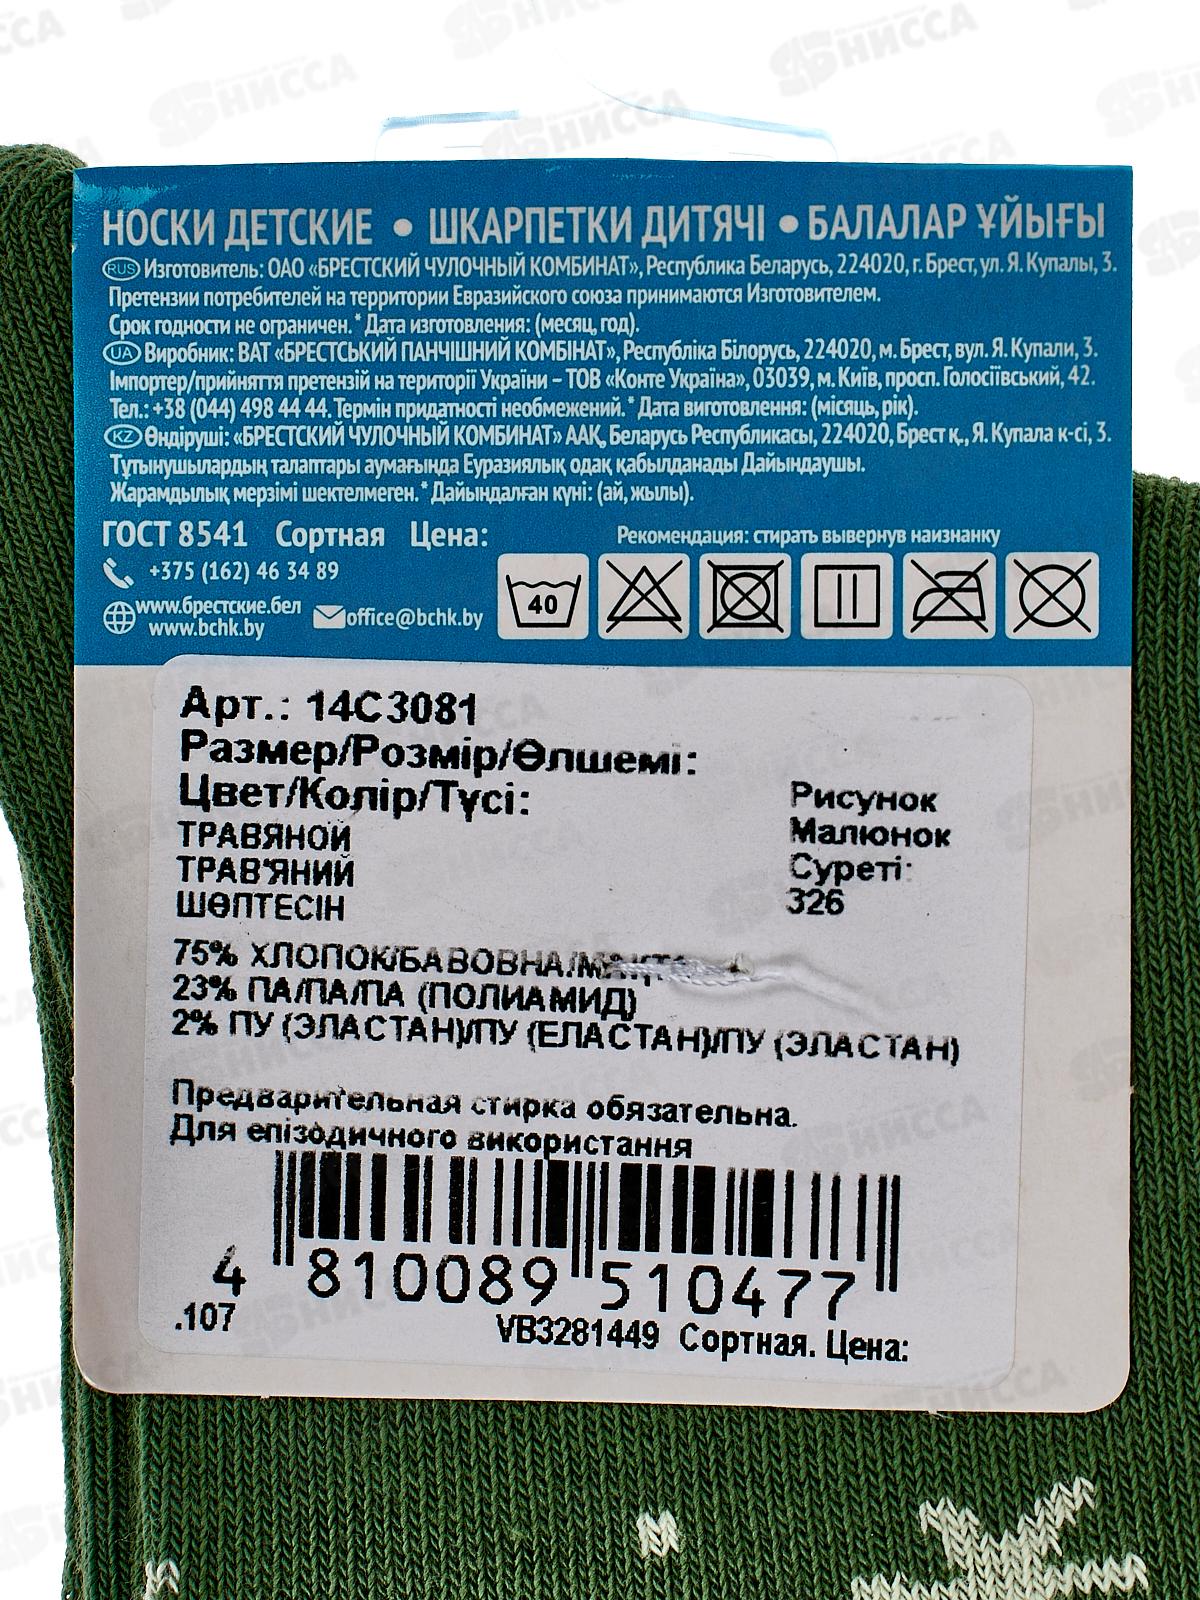 НОСКИ ДЕТСКИЕ • ШКАРПЕТКИ ДИТЯЧІ • БАЛАЛАР ҰЙЫҒЫ
RUS Изготовитель: ОАО «БРЕСТСКИЙ ЧУЛОЧНЫЙ КОМБИНАТ», Республика Беларусь, 224020, г. Брест, ул. Я. Купалы, 3.
Претензии потребителей на территории Евразийского союза принимаются Изготовителем.
Срок годности не ограничен.* Дата изготовления: (месяц, год).
UA Виробник: ВАТ «БРЕСТСЬКИЙ ПАНЧІШНИЙ КОМБІНАТ», Республіка Білорусь, 224020, м. Брест, вул. Я. Купали, 3.
Імпортер/прийняття претензій на території України – ТОВ «Конте Україна», 03039, м. Київ, просп. Голосіївський, 42.
Тел.: +38 (044) 498 44 44. Термін придатності необмежений.* Дата виготовлення: (місяць, рік).
KZ Өндіруші: «БРЕСТСКИЙ ЧУЛОЧНЫЙ КОМБИНАТ» ААҚ, Беларусь Республикасы, 224020, Брест қ., Я. Купала к-сі, 3.
Тұтынушылардың талаптары аумағында Еуразиялық одақ қабылданады Дайындаушы.
Жарамдылық мерзімі шектелмеген.* Дайындалған күні: (ай, жылы).
ГОСТ 8541 Сортная Цена:
Рекомендация: стирать вывернув наизнанку
+375 (162) 46 34 89
www.брестские.бел
www.bchk.by
office@bchk.by
40
Арт.: 14С3081
Размер/Розмір/Өлшемі:
Цвет/Колір/Түсі:
ТРАВЯНОЙ
ТРАВ'ЯНИЙ
ШӨПТЕСІН
Рисунок
Малюнок
Суреті:
326
75% ХЛОПОК/БАВОВНА/
23% ПА/ПА/ПА (ПОЛИАМИД)
2% ПУ (ЭЛАСТАН)/ПУ (ЕЛАСТАН)/ПУ (ЭЛАСТАН)
Предварительная стирка обязательна.
Для епізодичного використання
4 810089 510477
.107
VB3281449 Сортная. Цена: